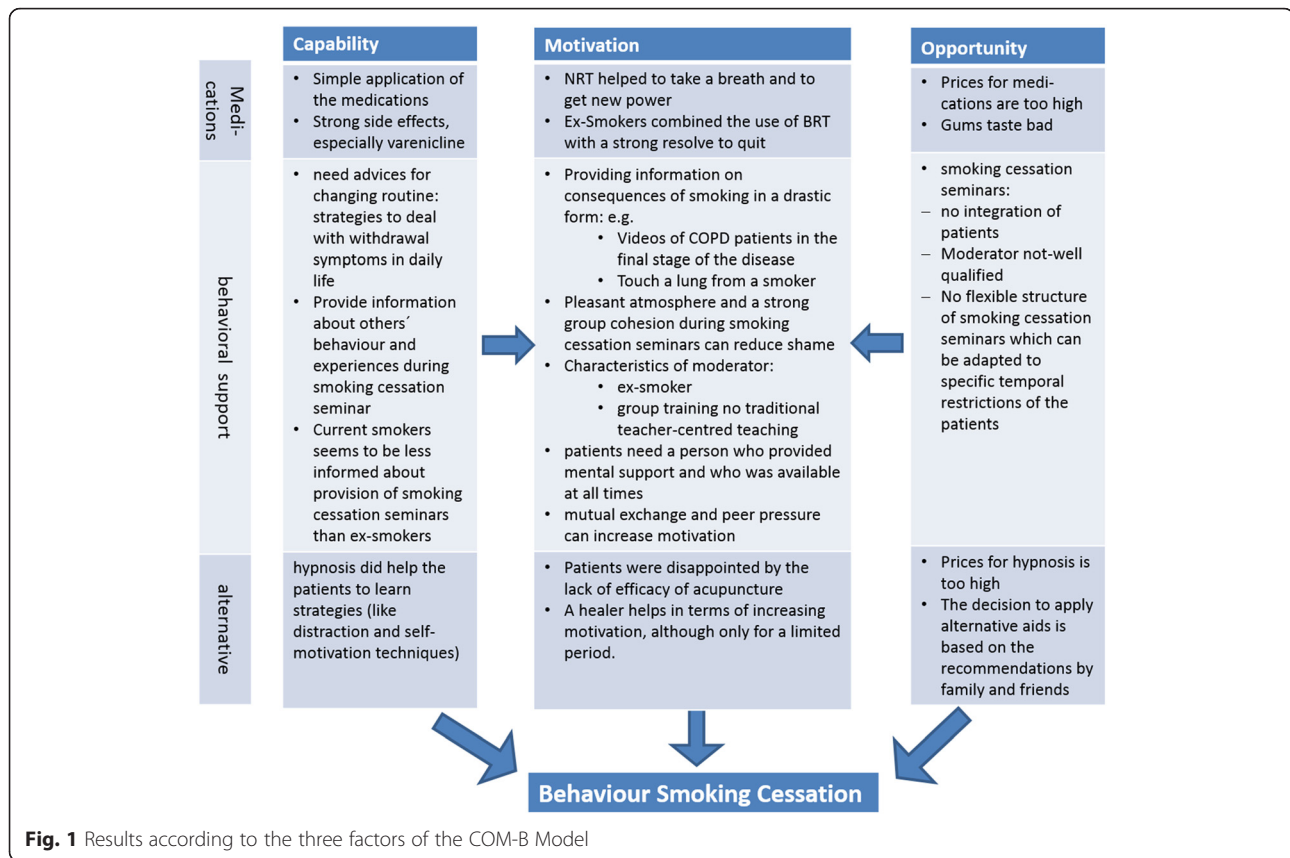 Capability
Motivation
Opportunity
Medi-
cations
• Simple application of
the medications
• Strong side effects,
especially varenicline
• NRT helped to take a breath and to
get new power
• Ex-Smokers combined the use of BRT
with a strong resolve to quit
• Prices for medi-
cations are too high
• Gums taste bad
behavioral support
• need advices for
changing routine:
strategies to deal
with withdrawal
symptoms in daily
life
• Provide information
about others´
behaviour and
experiences during
smoking cessation
seminar
• Current smokers
seems to be less
informed about
provision of smoking
cessation seminars
than ex-smokers
• Providing information on
consequences of smoking in a drastic
form: e.g.
• Videos of COPD patients in the
final stage of the disease
• Touch a lung from a smoker
• Pleasant atmosphere and a strong
group cohesion during smoking
cessation seminars can reduce shame
• Characteristics of moderator:
• ex-smoker
• group training no traditional
teacher-centred teaching
• patients need a person who provided
mental support and who was available
at all times
• mutual exchange and peer pressure
can increase motivation
• smoking cessation
seminars:
– no integration of
patients
– Moderator not-well
qualified
– No flexible structure
of smoking cessation
seminars which can
be adapted to
specific temporal
restrictions of the
patients
alternative
hypnosis did help the
patients to learn
strategies (like
distraction and self-
motivation techniques)
• Patients were disappointed by the
lack of efficacy of acupuncture
• A healer helps in terms of increasing
motivation, although only for a limited
period.
• Prices for hypnosis is
too high
• The decision to apply
alternative aids is
based on the
recommendations by
family and friends
Behaviour Smoking Cessation
Fig. 1 Results according to the three factors of the COM-B Model